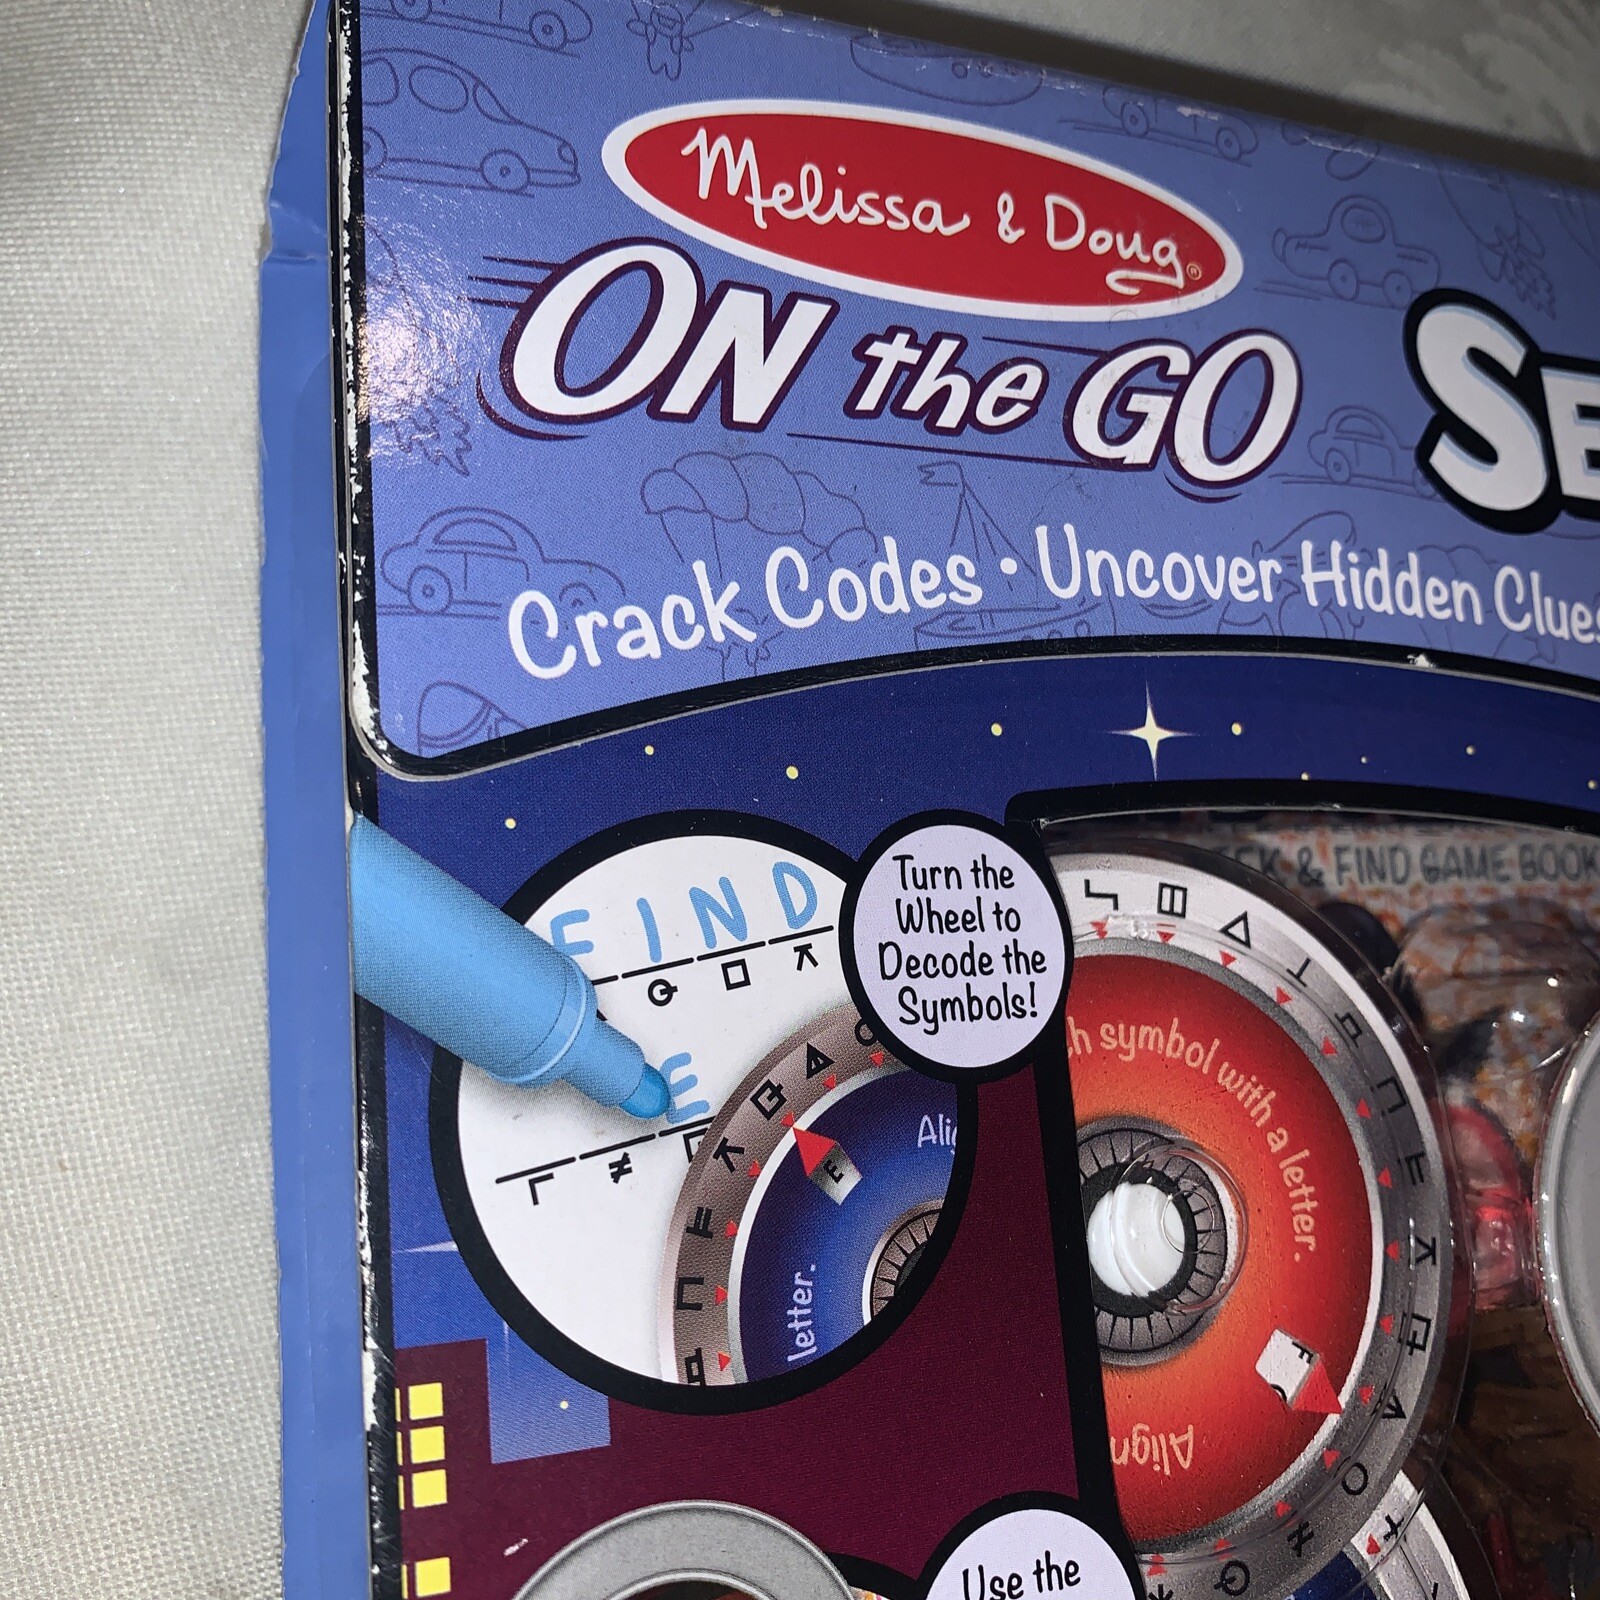 Melissa & Doug®
ON the GO
SE
Crack Codes • Uncover Hidden Clues
FIND
E
Turn the
Wheel to
Decode the
Symbols!
& FIND GAME BOOK
symbol with a letter.
F
Align
E
letter.
Use the